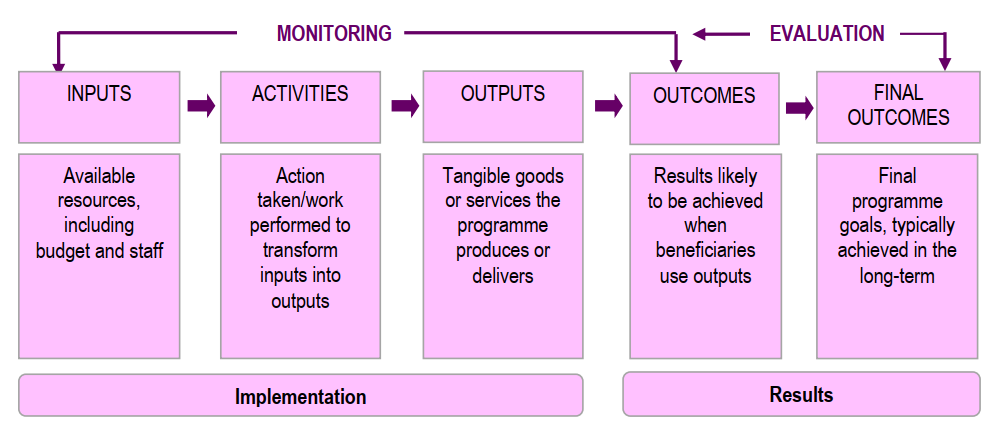 MONITORING
EVALUATION
INPUTS
ACTIVITIES
OUTPUTS
OUTCOMES
FINAL
OUTCOMES
Available
resources,
including
budget and staff
Action
taken/work
performed to
transform
inputs into
outputs
Tangible goods
or services the
programme
produces or
delivers
Results likely
to be achieved
when
beneficiaries
use outputs
Final
programme
goals, typically
achieved in the
long-term
Implementation
Results